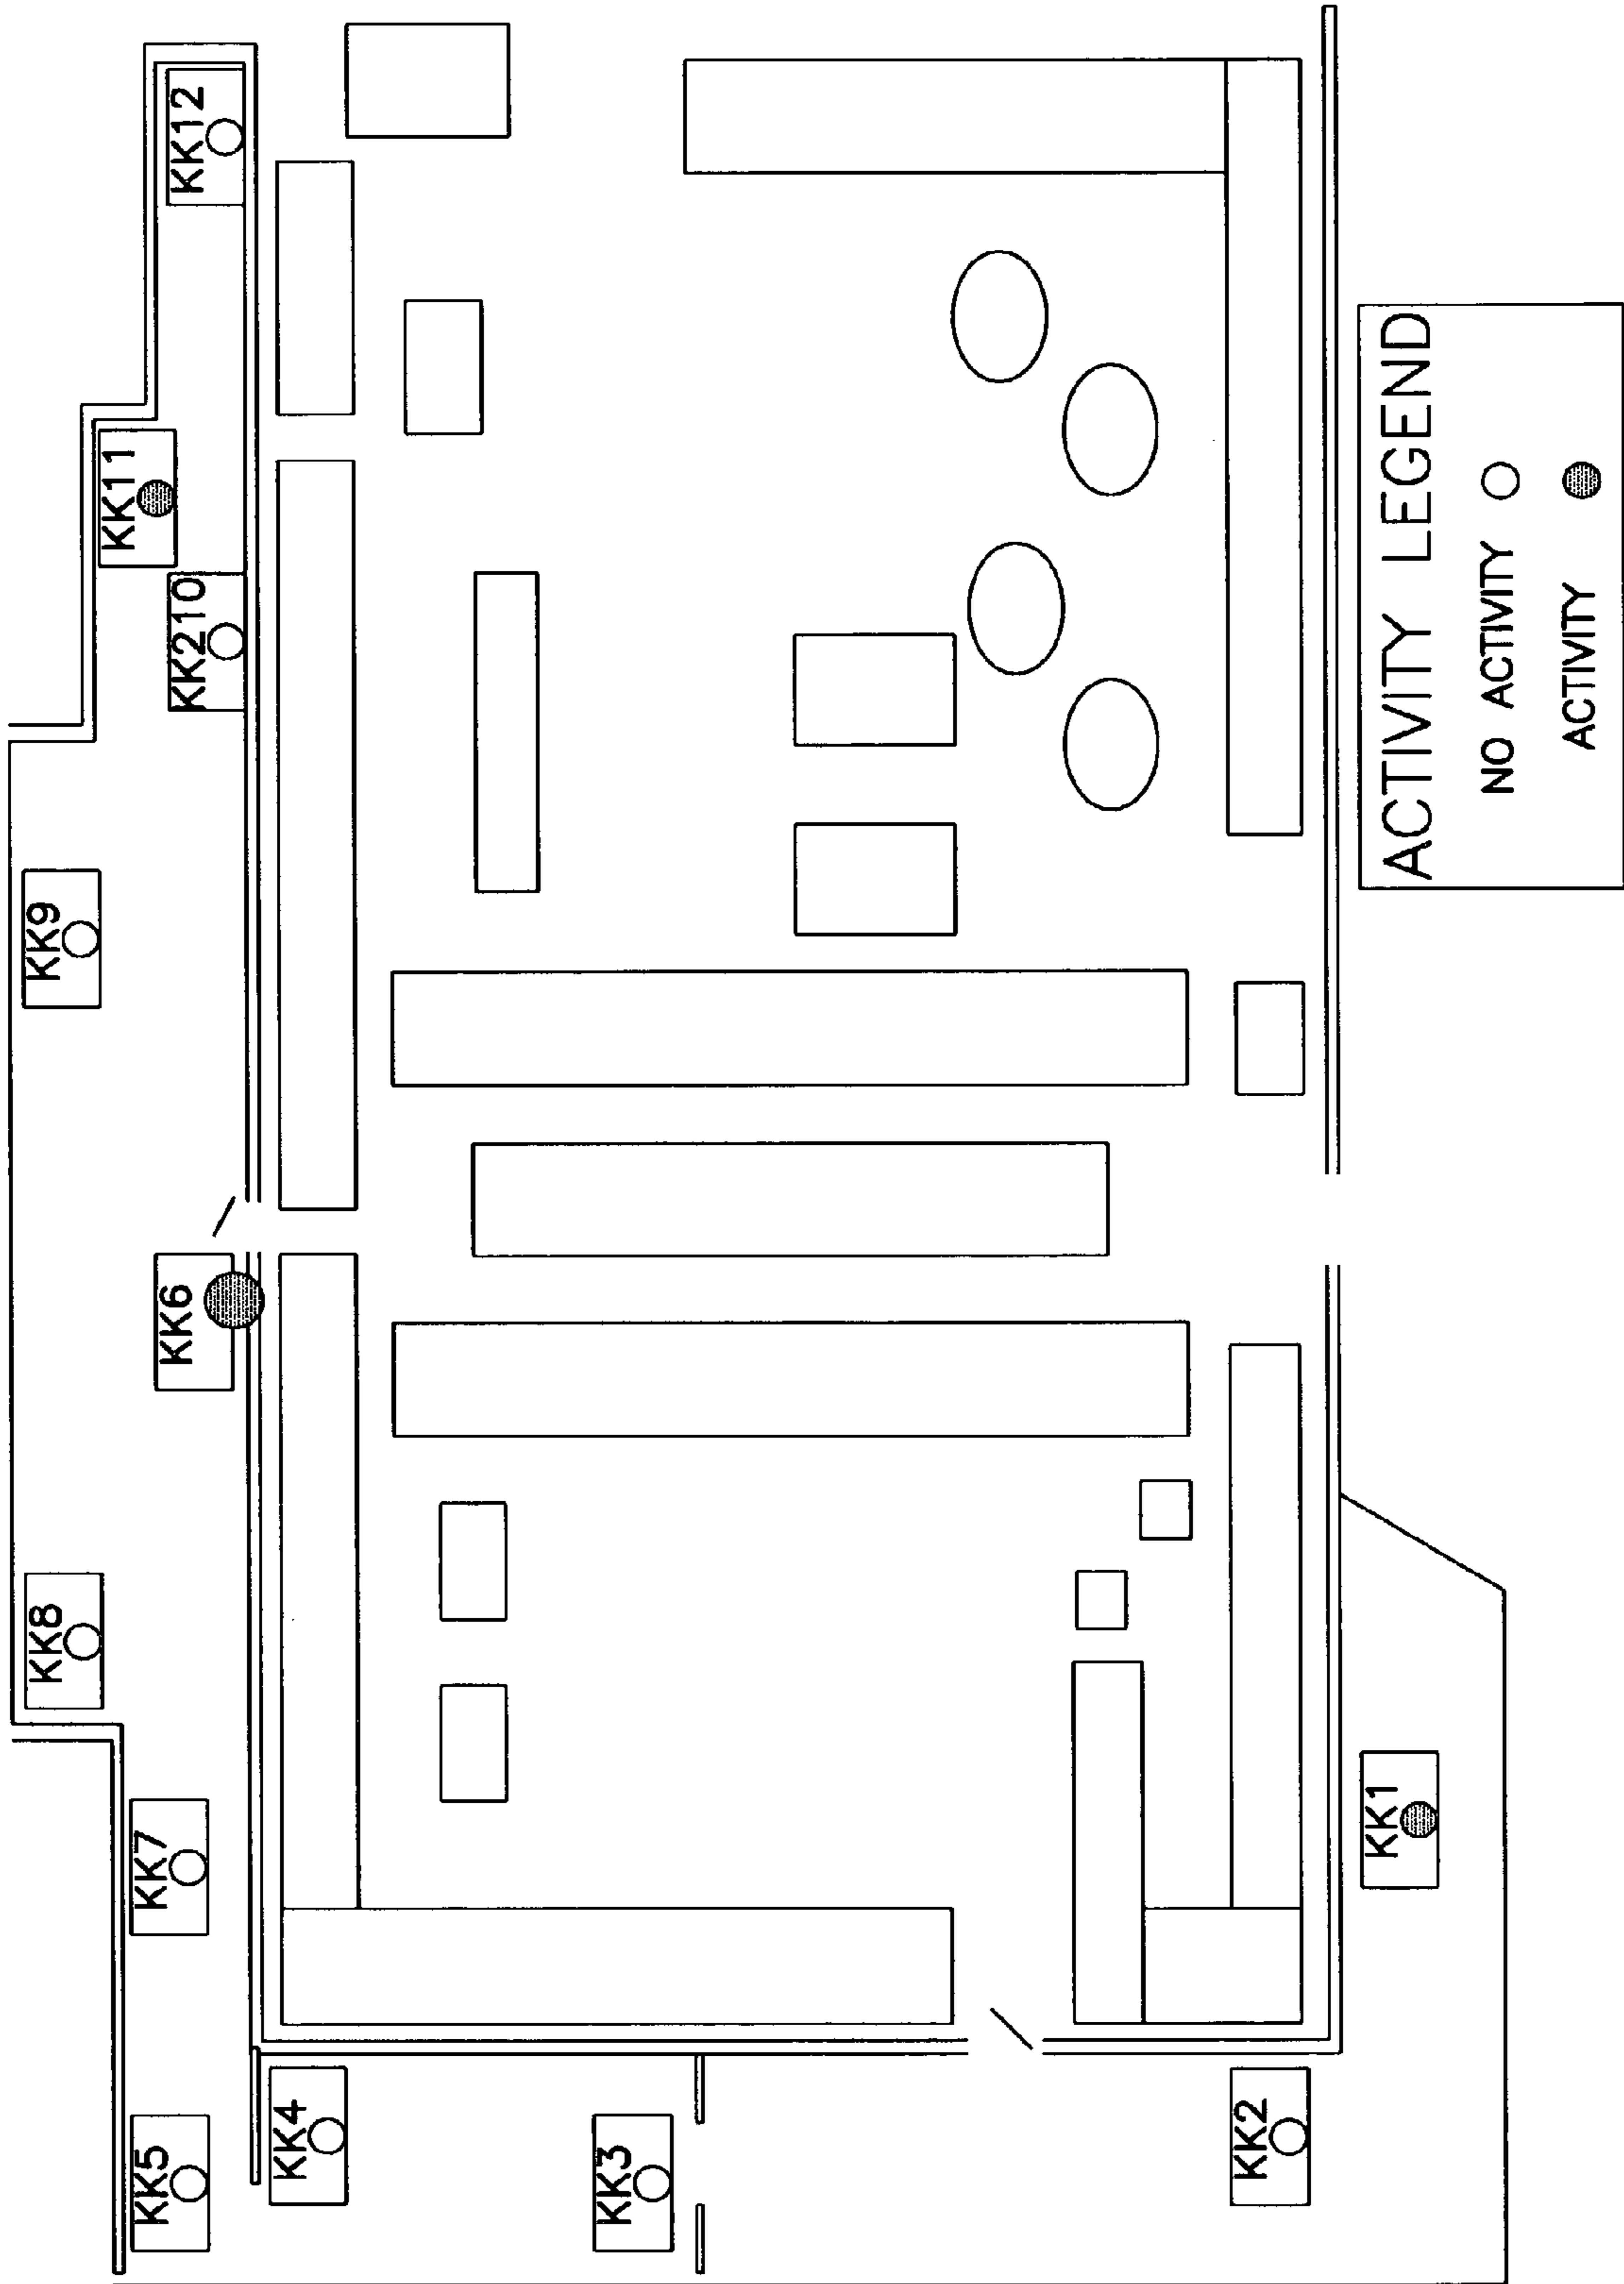 KK12
KK11
KK210
KK9
KK6
KK8
KK7
KK5
KK4
KK3
KK2
KK1
ACTIVITY LEGEND
NO ACTIVITY
ACTIVITY